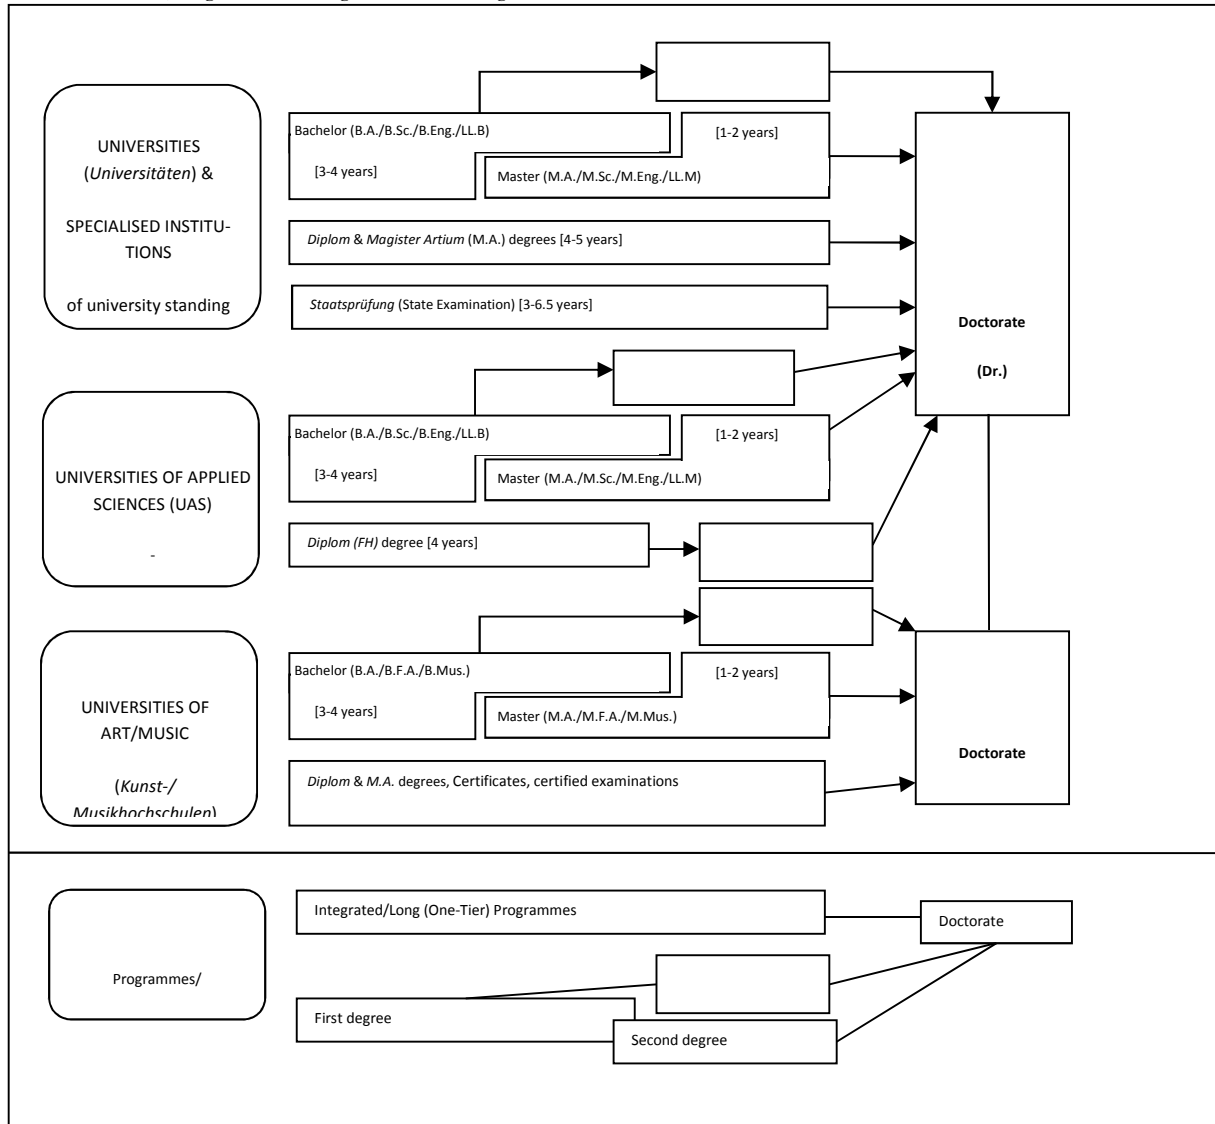 UNIVERSITIES
(Universitäten) &
SPECIALISED INSTITU-
TIONS
of university standing
Bachelor (B.A./B.Sc./B.Eng./LL.B)
[3-4 years]
[1-2 years]
Master (M.A./M.Sc./M.Eng./LL.M)
Diplom & Magister Artium (M.A.) degrees [4-5 years]
Staatsprüfung (State Examination) [3-6.5 years]
Doctorate
(Dr.)
UNIVERSITIES OF APPLIED
SCIENCES (UAS)
-
Bachelor (B.A./B.Sc./B.Eng./LL.B)
[3-4 years]
[1-2 years]
Master (M.A./M.Sc./M.Eng./LL.M)
Diplom (FH) degree [4 years]
UNIVERSITIES OF
ART/MUSIC
(Kunst-/
Musikhochschulen)
Bachelor (B.A./B.F.A./B.Mus.)
[3-4 years]
[1-2 years]
Master (M.A./M.F.A./M.Mus.)
Diplom & M.A. degrees, Certificates, certified examinations
Doctorate
Programmes/
Integrated/Long (One-Tier) Programmes
Doctorate
First degree
Second degree